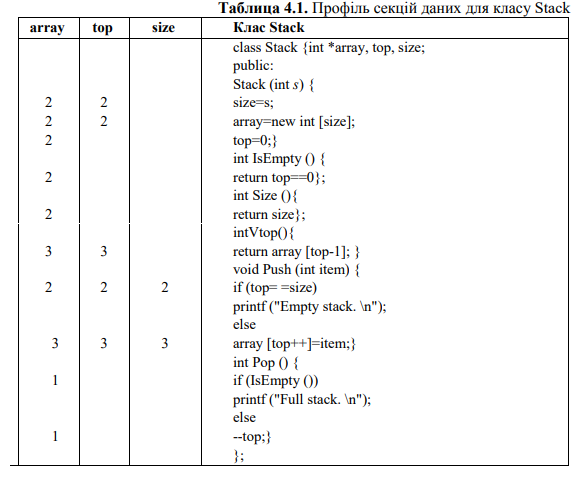 Таблица 4.1. Профіль секцій даних для класу Stack
array top size Клас Stack
class Stack {int *array, top, size;
public:
Stack (int s) {
2 2 size=s;
2 2 array=new int [size];
2 top=0;}
int IsEmpty () {
2 return top==0};
int Size (){
2 return size};
intVtop(){
3 3 return array [top-1]; }
void Push (int item) {
2 2 2 if (top= =size)
printf ("Empty stack. \n");
else
3 3 3 array [top++]=item;}
int Pop () {
1 if (IsEmpty ())
printf ("Full stack. \n");
else
1 --top;}
};